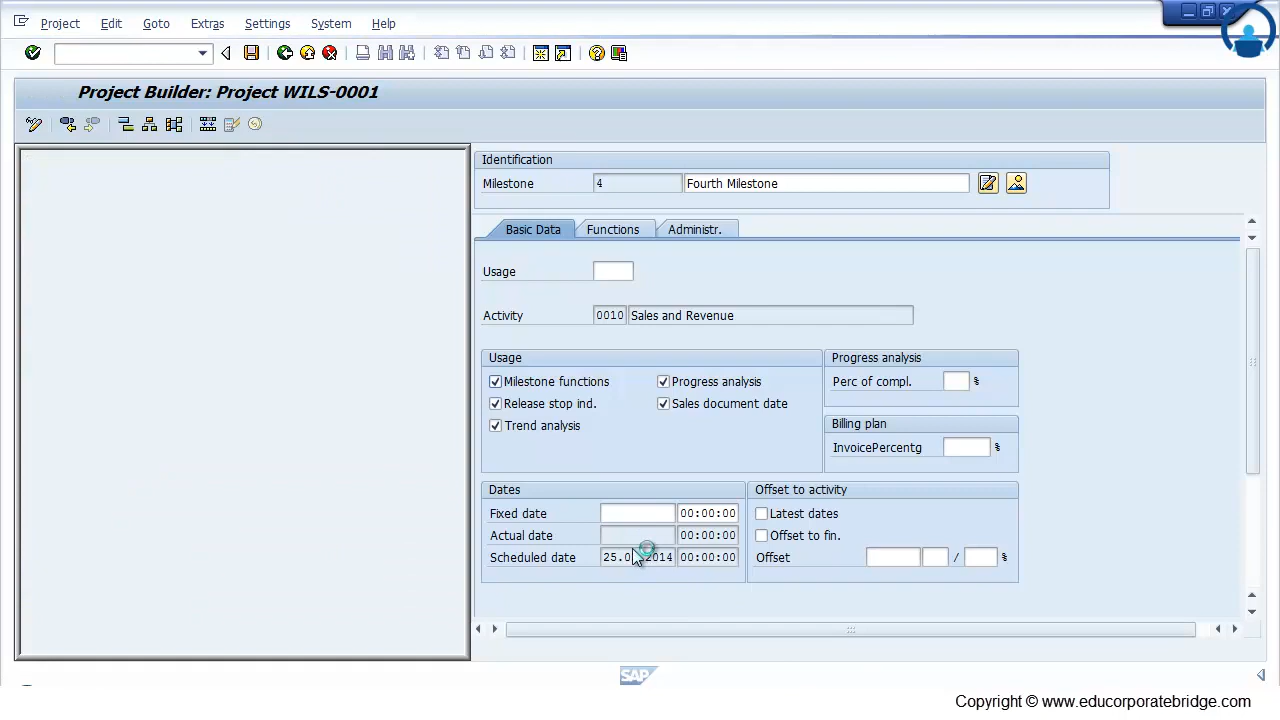 Project Edit Goto Extras Settings System Help
Project Builder: Project WILS-0001
Identification
Milestone 4 Fourth Milestone
Basic Data Functions Administr.
Usage
Activity 0010 Sales and Revenue
Usage Progress analysis
Milestone functions Progress analysis Perc of compl. %
Release stop ind. Sales document date
Trend analysis Billing plan
InvoicePercentg %
Dates Offset to activity
Fixed date 00:00:00 Latest dates
Actual date 00:00:00 Offset to fin.
Scheduled date 00:00:00 Offset / %
SAP
Copyright © www.educorporatebridge.com